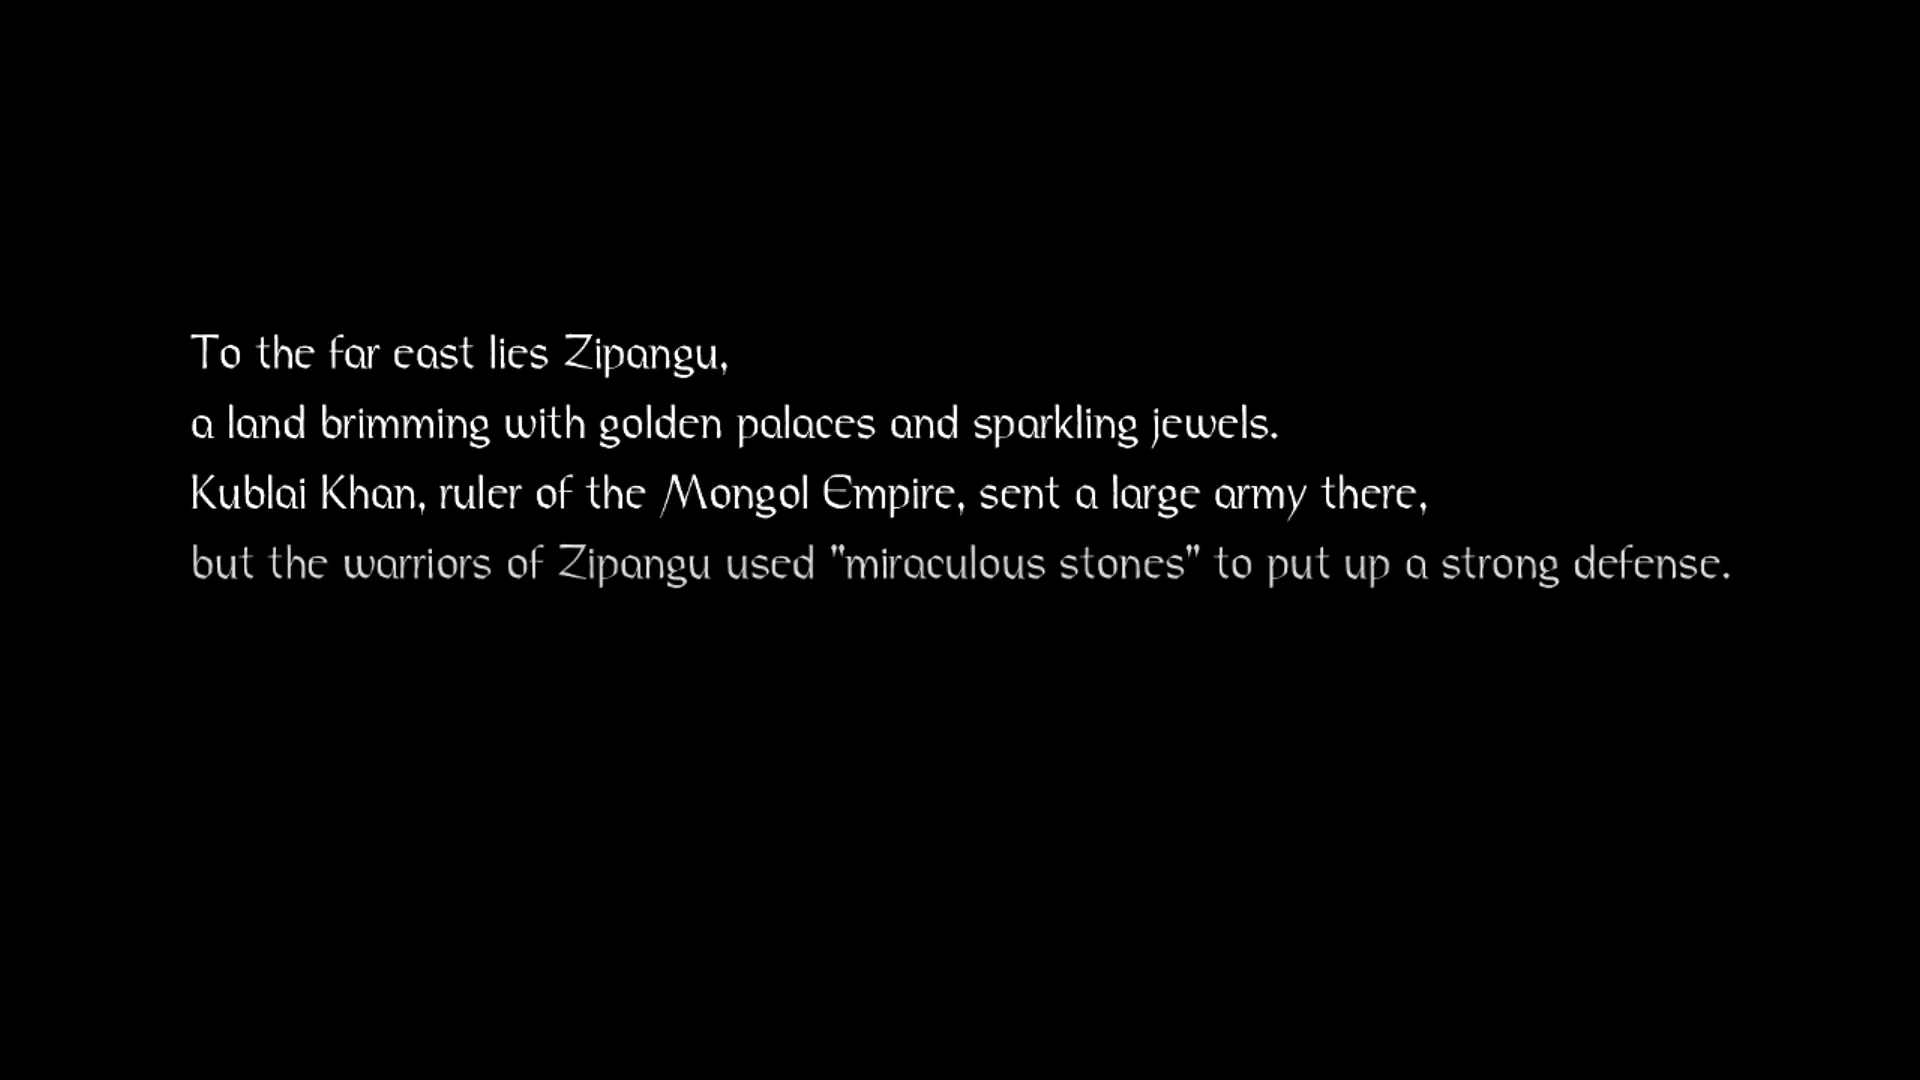 To the far east lies Zipangu,
a land brimming with golden palaces and sparkling jewels.
Kublai Khan, ruler of the Mongol Empire, sent a large army there,
but the warriors of Zipangu used "miraculous stones" to put up a strong defense.